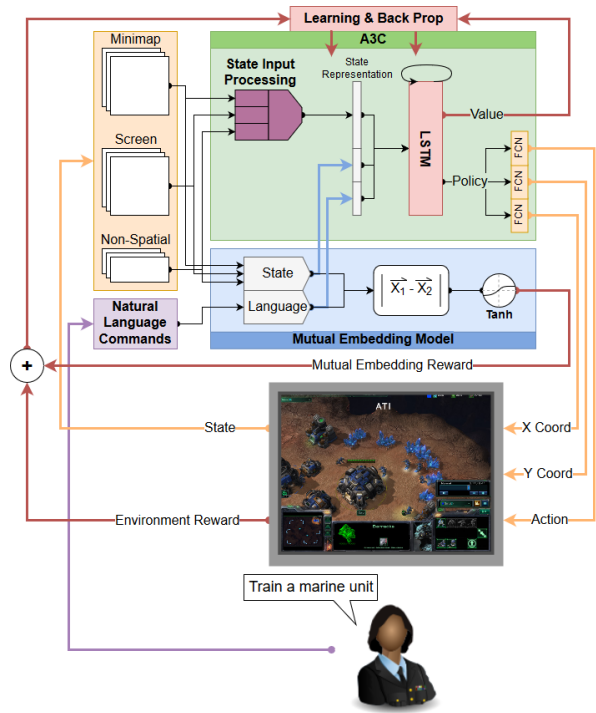 Learning & Back Prop
Minimap
A3C
State Input
Processing
State
Representation
Screen
LSTM
Value
Policy
FCN
FCN
FCN
Non-Spatial
State
Language
X₁ - X₂
Tanh
Natural
Language
Commands
Mutual Embedding Model
+
Mutual Embedding Reward
ATI
State
X Coord
Y Coord
Environment Reward
Action
Train a marine unit